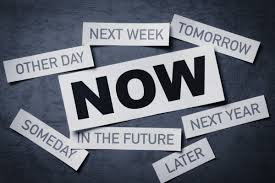 NEXT WEEK
TOMORROW
OTHER DAY
NOW
SOMEDAY
IN THE FUTURE
NEXT YEAR
LATER